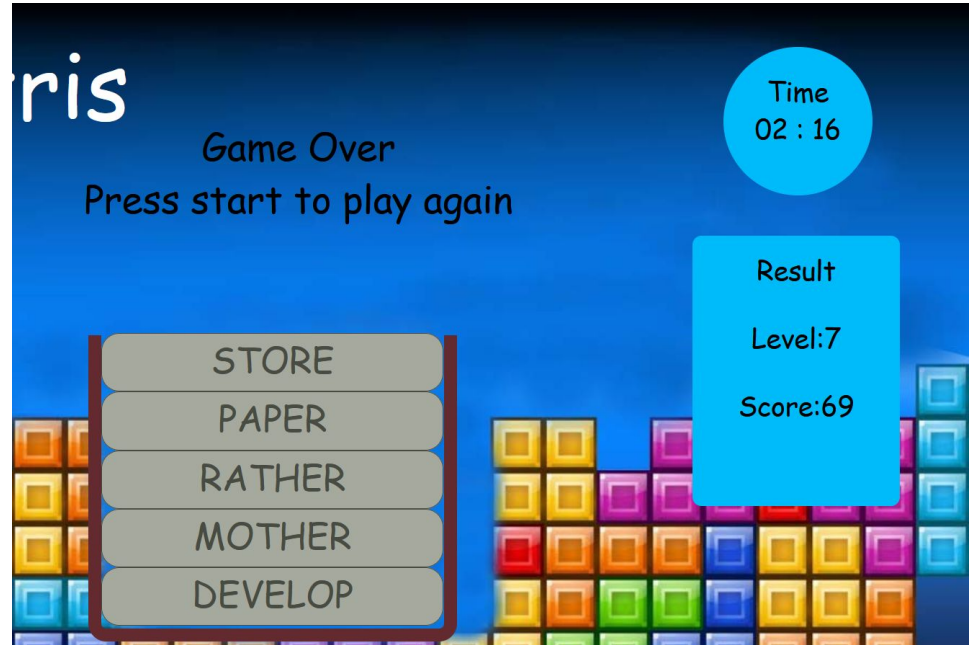 ris
Game Over
Press start to play again
Time
02 : 16
Result
Level:7
Score:69
STORE
PAPER
RATHER
MOTHER
DEVELOP